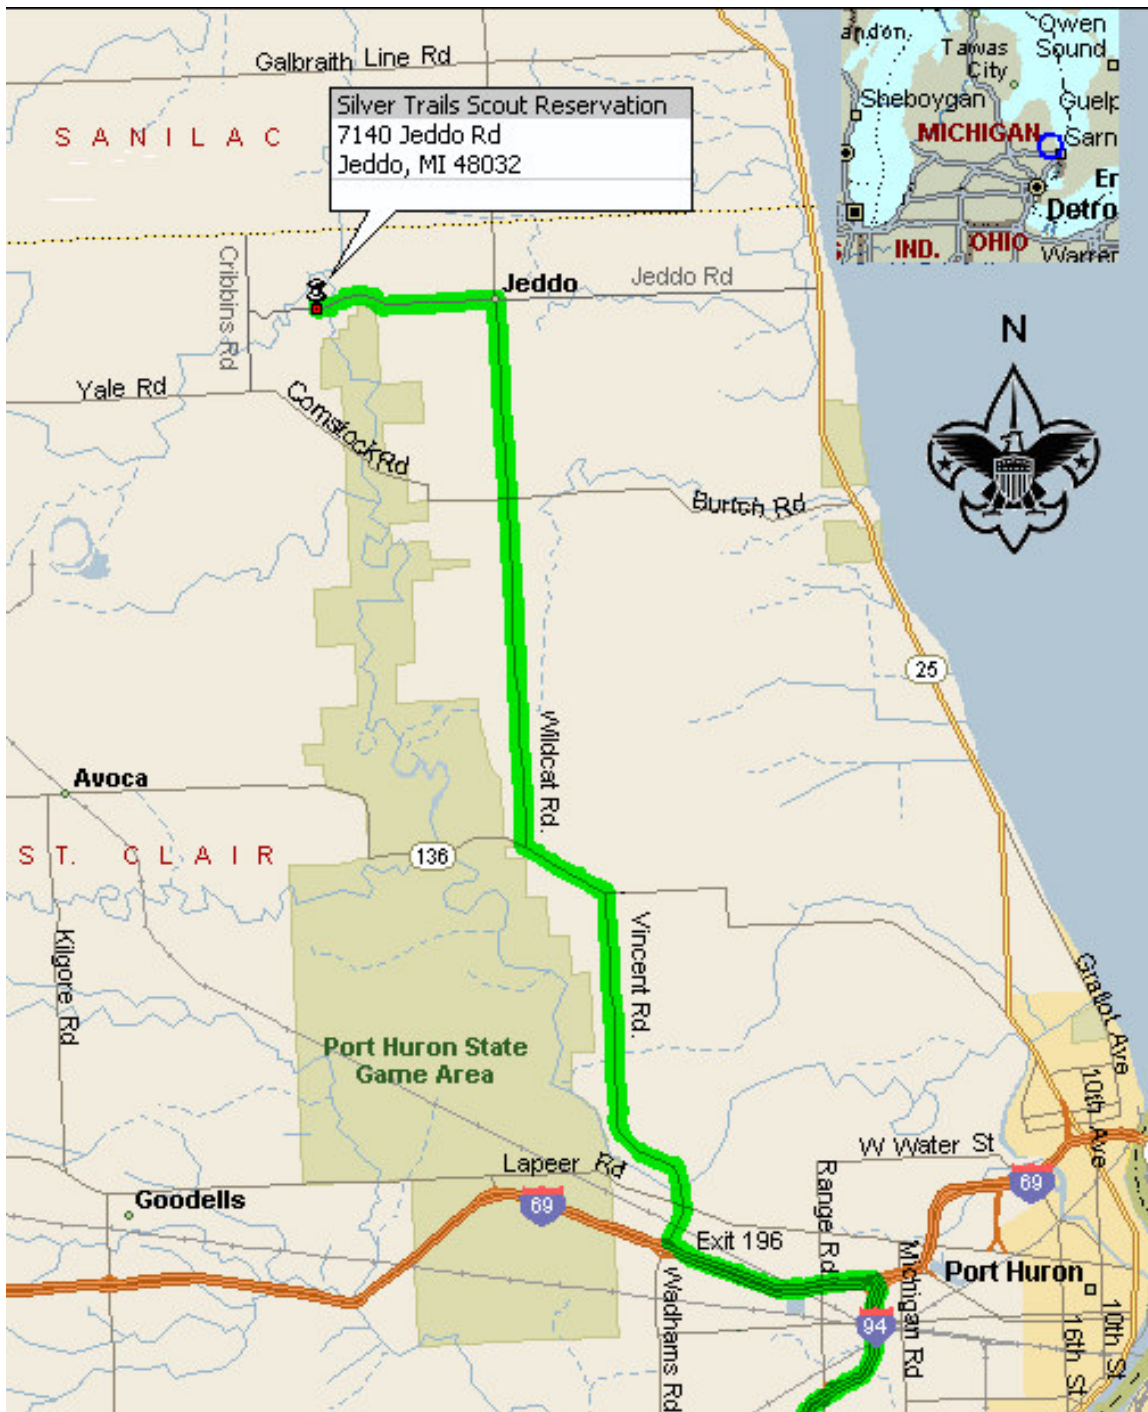 Galbraith Line Rd
SANILAC
Silver Trails Scout Reservation
7140 Jeddo Rd
Jeddo, MI 48032
Owen
Sound
Tawas
City
Sheboygan
Guelp
MICHIGAN
Sarn
Er
Detro
IND.
OHIO
Warren
Cribbins Rd
Jeddo
Jeddo Rd
N
Yale Rd
Comstock Rd
Burtch Rd
25
Wildcat Rd.
Avoca
ST. CLAIR
136
Kilgore Rd
Vincent Rd.
Gratiot Ave
Port Huron State
Game Area
10th Ave
W Water St
Lapeer Rd
69
69
Goodells
Range Rd
Exit 196
Michigan Rd
Port Huron
Wadhams Rd
94
16th St
10th St